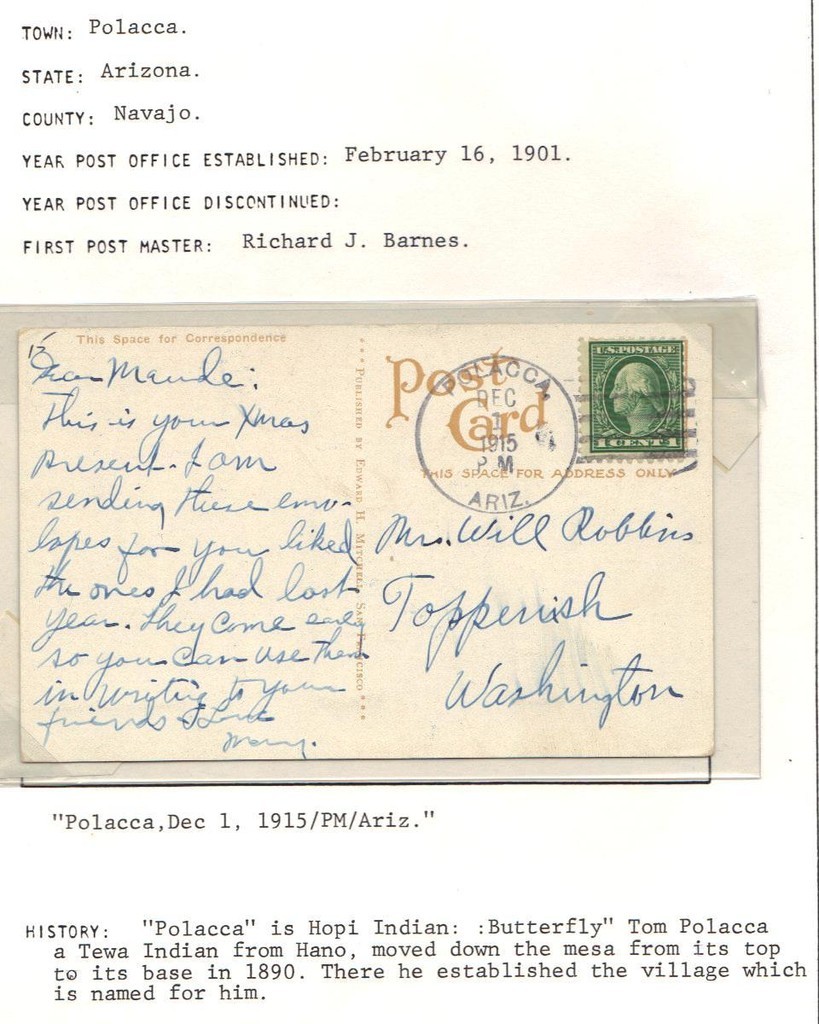 TOWN: Polacca.
STATE: Arizona.
COUNTY: Navajo.
YEAR POST OFFICE ESTABLISHED: February 16, 1901.
YEAR POST OFFICE DISCONTINUED:
FIRST POST MASTER: Richard J. Barnes.
This Space for Correspondence
Dear Maude:
This is your Xmas
present. I am
sending these enve-
lopes for you liked
the ones I had last
year. They come early
so you can use them
in writing to your
friends. Love
Mary.
PUBLISHED BY EDWARD H. MITCHELL, SAN FRANCISCO
Post
Card
POLACCA
DEC
1
1915
P.M.
ARIZ.
U.S. POSTAGE
1 CENT 1
THIS SPACE FOR ADDRESS ONLY
Mrs. Will Robbins
Toppenish
Washington
"Polacca,Dec 1, 1915/PM/Ariz."
HISTORY: "Polacca" is Hopi Indian: :Butterfly" Tom Polacca
a Tewa Indian from Hano, moved down the mesa from its top
to its base in 1890. There he established the village which
is named for him.